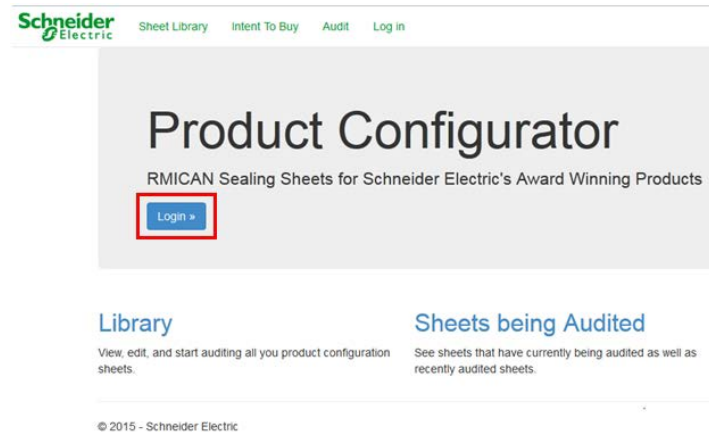 Schneider Electric Sheet Library Intent To Buy Audit Log in
Product Configurator
RMICAN Sealing Sheets for Schneider Electric's Award Winning Products
Login »
Library
View, edit, and start auditing all you product configuration
sheets.
Sheets being Audited
See sheets that have currently being audited as well as
recently audited sheets.
© 2015 - Schneider Electric